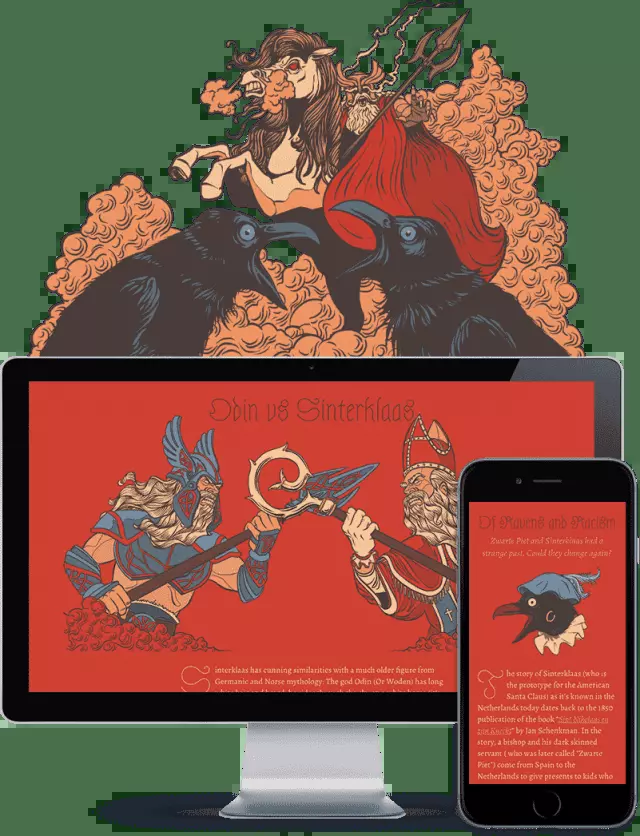 Odin vs Sinterklaas
Sinterklaas has cunning similarities with a much older figure from
Germanic and Norse mythology: The god Odin (Or Woden) has long
Of Ravens and Racism
Zwarte Piet and Sinterklaas had a
strange past. Could they change again?
The story of Sinterklaas (who is
the prototype for the American
Santa Claus) as it's known in the
Netherlands today dates back to the 1850
publication of the book "Sint Nikolaas en
zijn Knecht" by Jan Schenkman. In the
story, a bishop and his dark skinned
servant ( who was later called "Zwarte
Piet") come from Spain to the
Netherlands to give presents to kids who